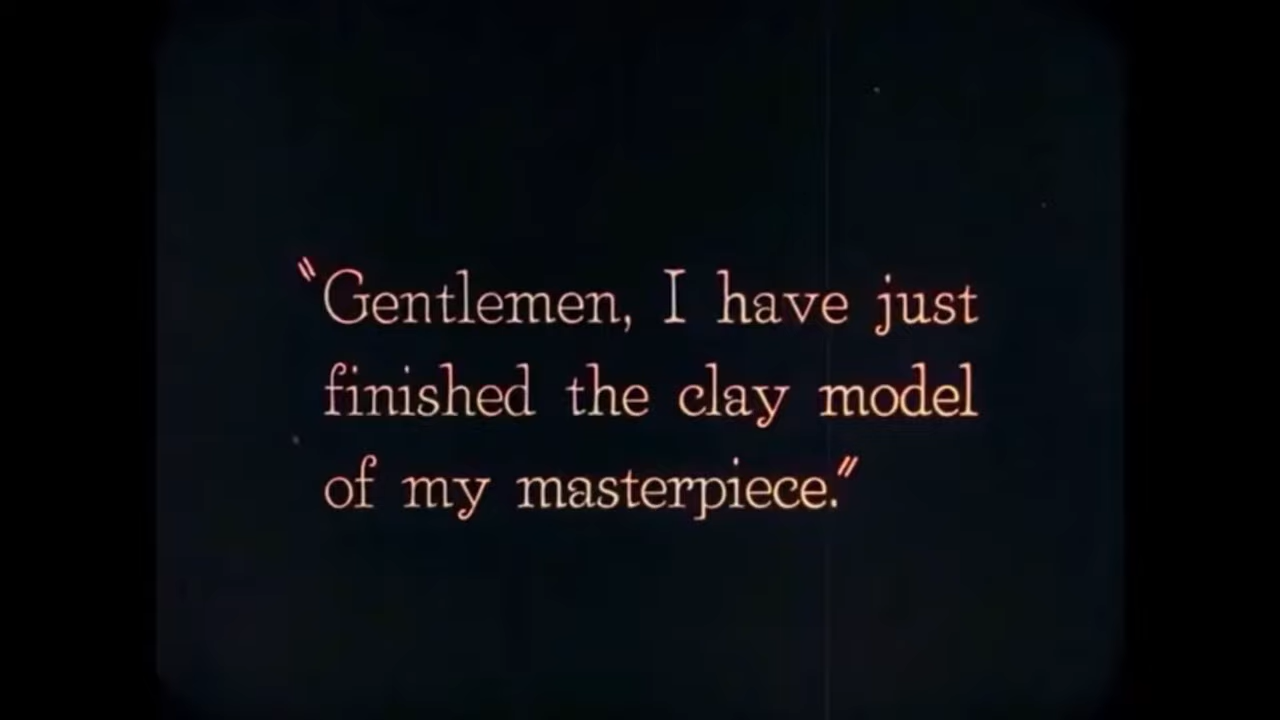 "Gentlemen, I have just
finished the clay model
of my masterpiece."